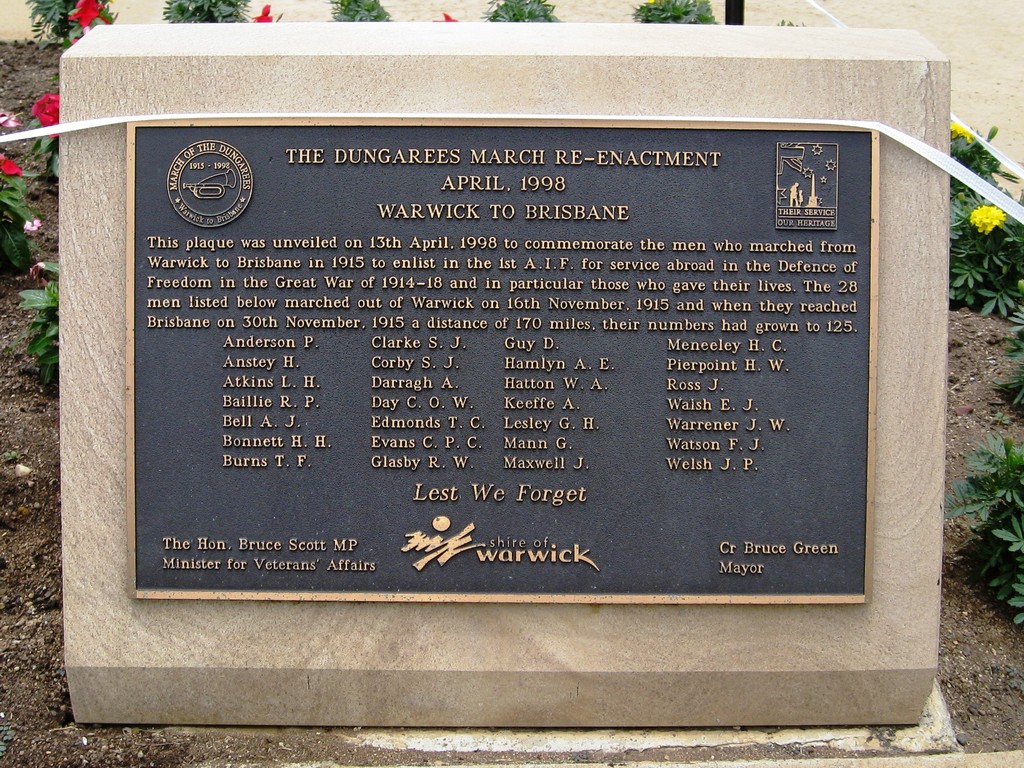 MARCH OF THE DUNGAREES
1915 - 1998
Warwick to Brisbane
THE DUNGAREES MARCH RE-ENACTMENT
APRIL, 1998
WARWICK TO BRISBANE
THEIR SERVICE
OUR HERITAGE
This plaque was unveiled on 13th April, 1998 to commemorate the men who marched from
Warwick to Brisbane in 1915 to enlist in the 1st A.I.F. for service abroad in the Defence of
Freedom in the Great War of 1914-18 and in particular those who gave their lives. The 28
men listed below marched out of Warwick on 16th November, 1915 and when they reached
Brisbane on 30th November, 1915 a distance of 170 miles, their numbers had grown to 125.
Anderson P.
Anstey H.
Atkins L. H.
Baillie R. P.
Bell A. J.
Bonnett H. H.
Burns T. F.
Clarke S. J.
Corby S. J.
Darragh A.
Day C. O. W.
Edmonds T. C.
Evans C. P. C.
Glasby R. W.
Guy D.
Hamlyn A. E.
Hatton W. A.
Keeffe A.
Lesley G. H.
Mann G.
Maxwell J.
Meneeley H. C.
Pierpoint H. W.
Ross J.
Walsh E. J.
Warrener J. W.
Watson F. J.
Welsh J. P.
Lest We Forget
The Hon. Bruce Scott MP
Minister for Veterans' Affairs
shire of
warwick
Cr Bruce Green
Mayor